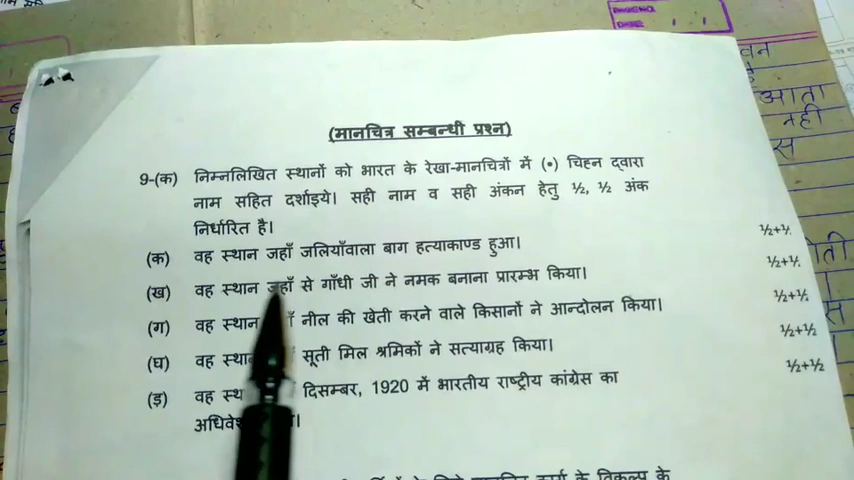 (मानचित्र सम्बन्धी प्रश्न)
9-(क) निम्नलिखित स्थानों को भारत के रेखा-मानचित्रों में (•) चिह्न द्वारा
नाम सहित दर्शाइये। सही नाम व सही अंकन हेतु ½, ½ अंक
निर्धारित है।
(क) वह स्थान जहाँ जलियाँवाला बाग हत्याकाण्ड हुआ। ½+½
(ख) वह स्थान जहाँ से गाँधी जी ने नमक बनाना प्रारम्भ किया। ½+½
(ग) वह स्थान नील की खेती करने वाले किसानों ने आन्दोलन किया। ½+½
(घ) वह सूती मिल श्रमिकों ने सत्याग्रह किया। ½+½
(ड़) वह दिसम्बर, 1920 में भारतीय राष्ट्रीय कांग्रेस का ½+½
आता
नही